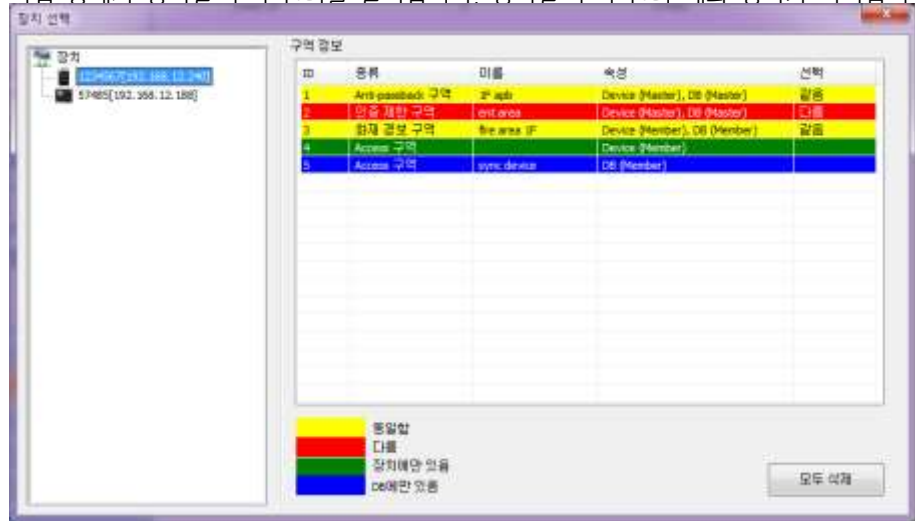 장치 선택
장치
1234567[192.168.12.240]
57485[192.168.12.188]
구역 정보
ID 종류 이름 속성 선택
1 Anti-passback 구역 1F apb Device (Master), DB (Master) 같음
2 인증 제한 구역 ent area Device (Master), DB (Master) 다름
3 화재 경보 구역 fire area 1F Device (Member), DB (Member) 같음
4 Access 구역 Device (Member)
5 Access 구역 sync device DB (Member)
동일함
다름
장치에만 있음
DB에만 있음
모두 삭제